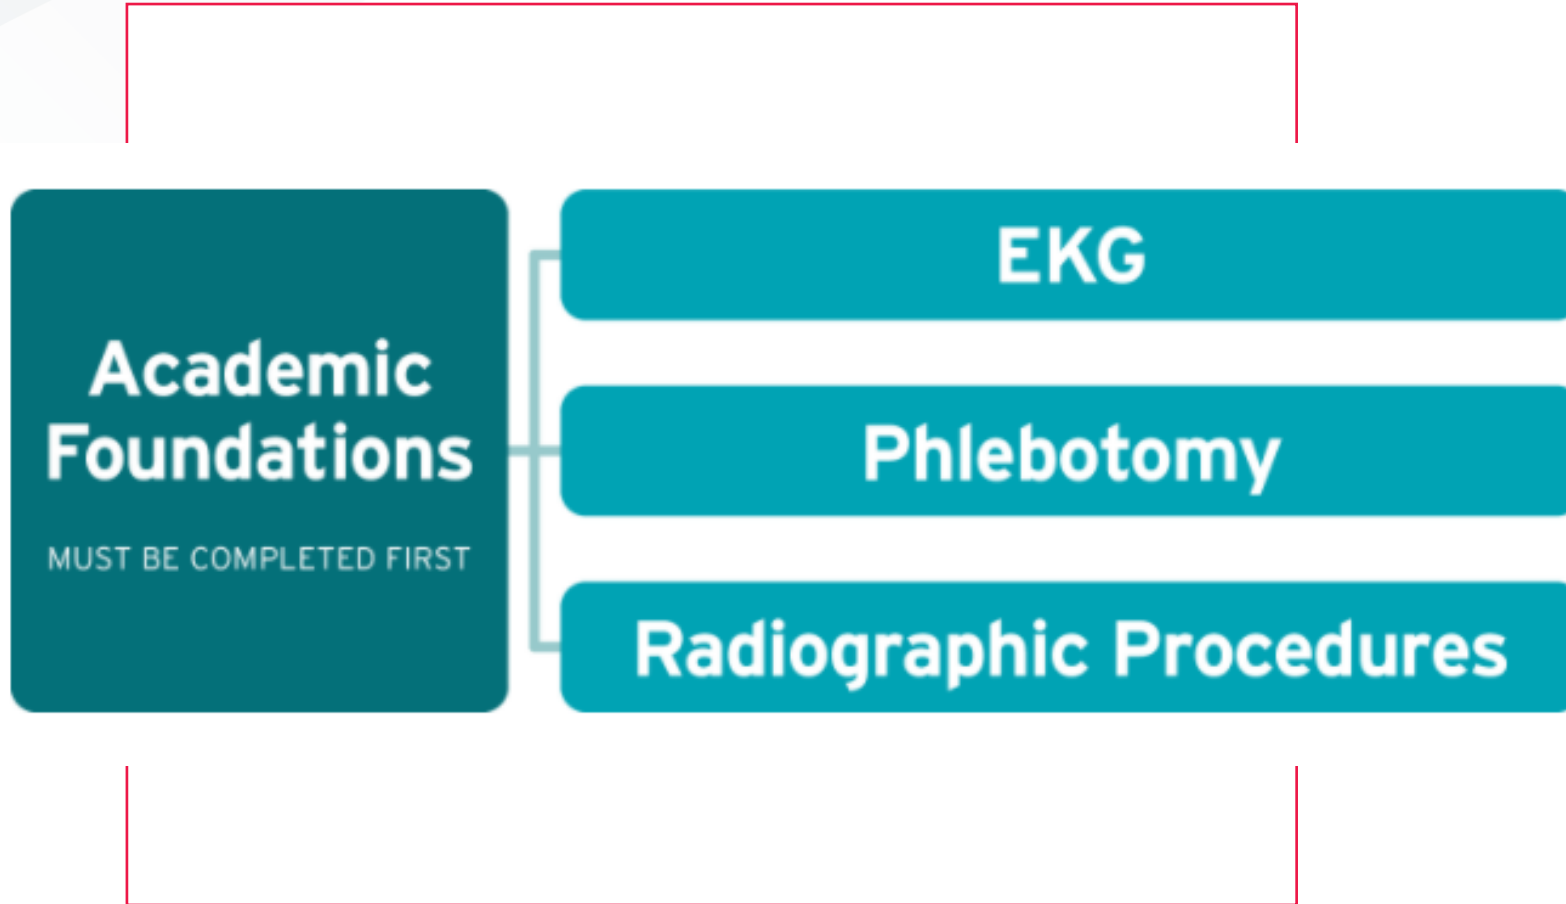 Academic
Foundations
MUST BE COMPLETED FIRST
EKG
Phlebotomy
Radiographic Procedures